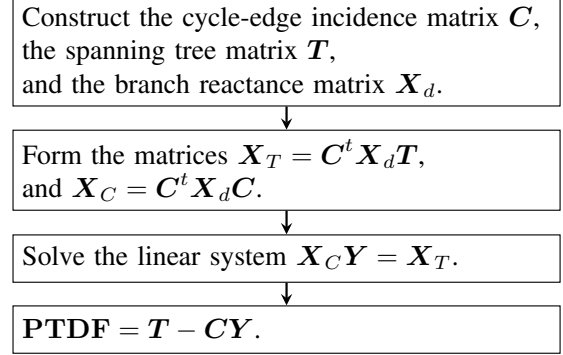 Construct the cycle-edge incidence matrix C,
the spanning tree matrix T,
and the branch reactance matrix X_d.
Form the matrices X_T = C^t X_d T,
and X_C = C^t X_d C.
Solve the linear system X_C Y = X_T.
PTDF = T − CY.